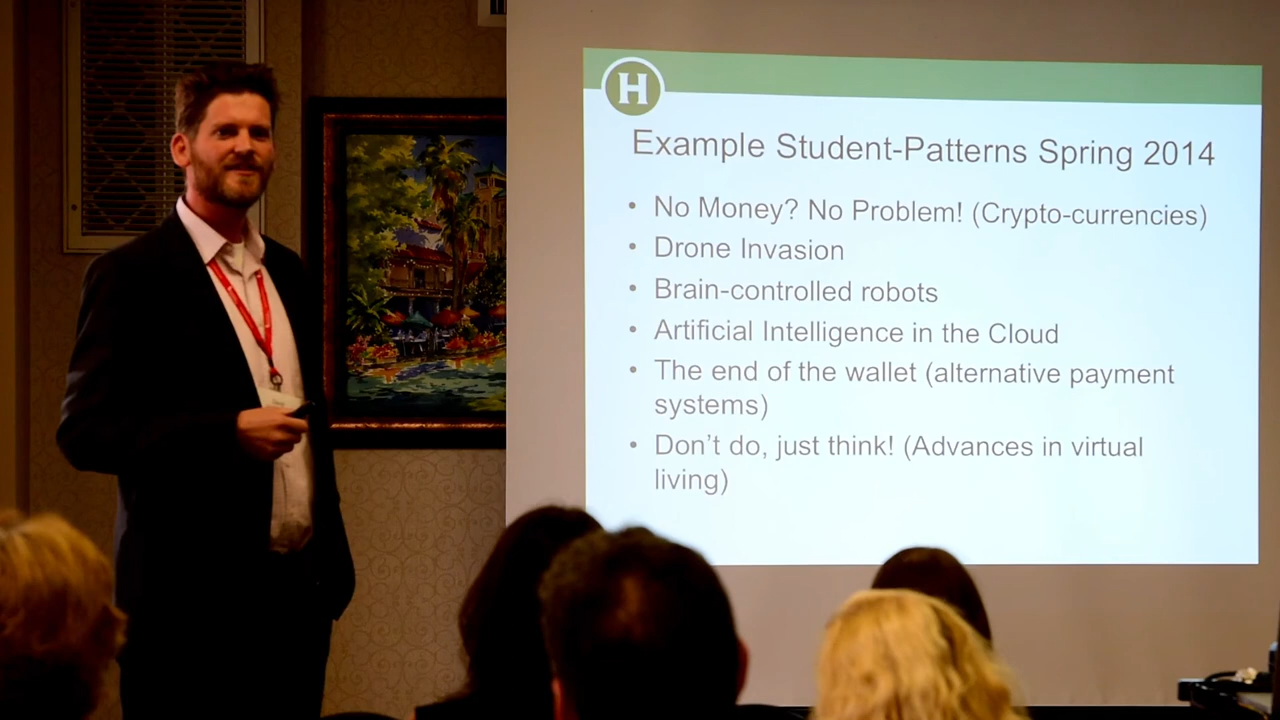 H
Example Student-Patterns Spring 2014
• No Money? No Problem! (Crypto-currencies)
• Drone Invasion
• Brain-controlled robots
• Artificial Intelligence in the Cloud
• The end of the wallet (alternative payment
systems)
• Don't do, just think! (Advances in virtual
living)